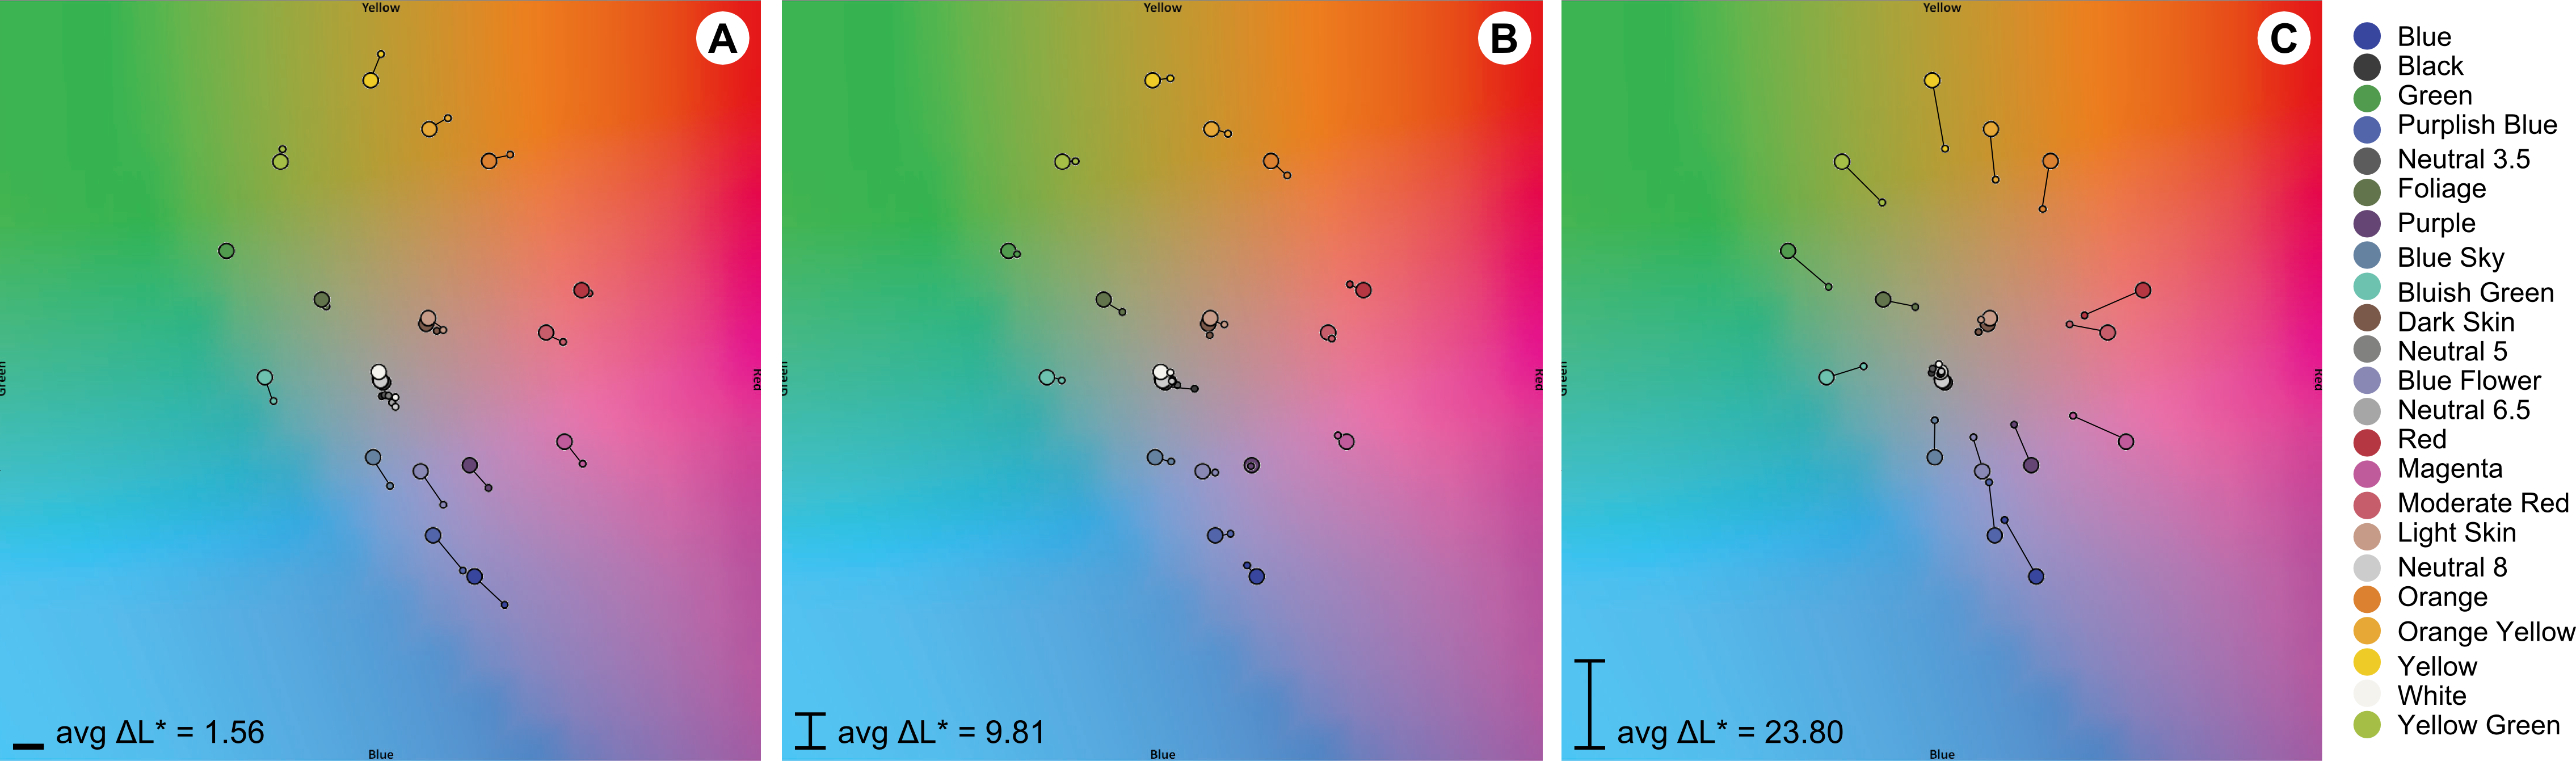 Yellow
A
Green
Red
avg ΔL* = 1.56
Blue
Yellow
B
Green
Red
avg ΔL* = 9.81
Blue
Yellow
C
Green
Red
avg ΔL* = 23.80
Blue
Blue
Black
Green
Purplish Blue
Neutral 3.5
Foliage
Purple
Blue Sky
Bluish Green
Dark Skin
Neutral 5
Blue Flower
Neutral 6.5
Red
Magenta
Moderate Red
Light Skin
Neutral 8
Orange
Orange Yellow
Yellow
White
Yellow Green